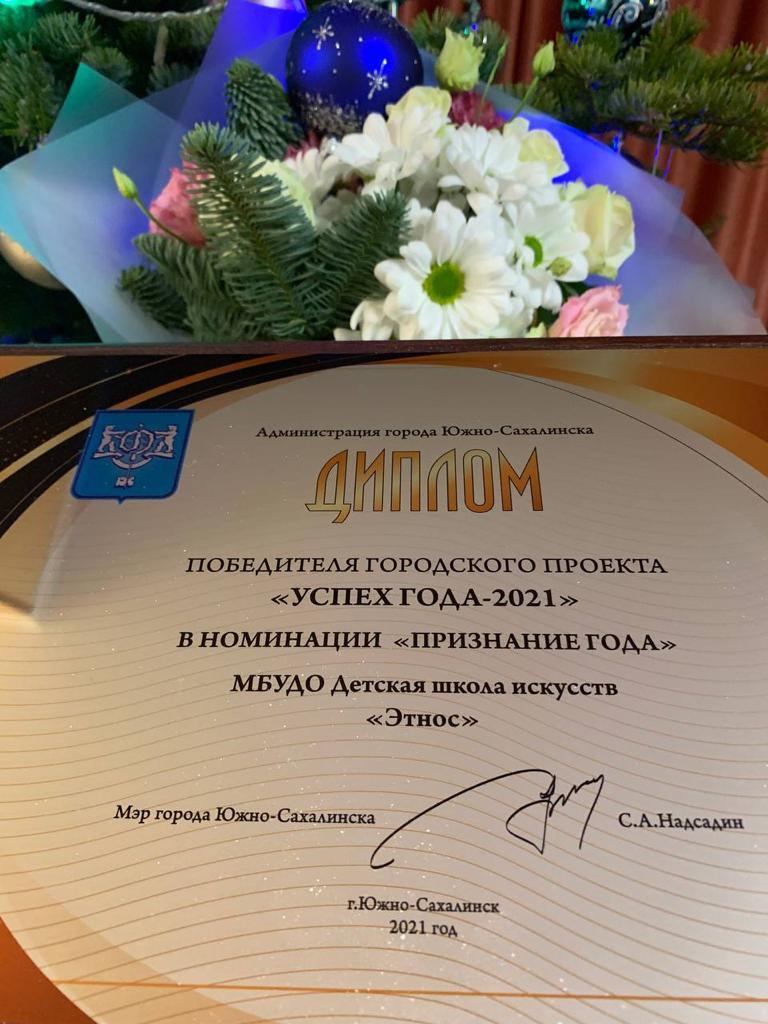 Администрация города Южно-Сахалинска
ДИПЛОМ
ПОБЕДИТЕЛЯ ГОРОДСКОГО ПРОЕКТА
«УСПЕХ ГОДА-2021»
В НОМИНАЦИИ «ПРИЗНАНИЕ ГОДА»
МБУДО Детская школа искусств
«Этнос»
Мэр города Южно-Сахалинска С.А.Надсадин
г.Южно-Сахалинск
2021 год